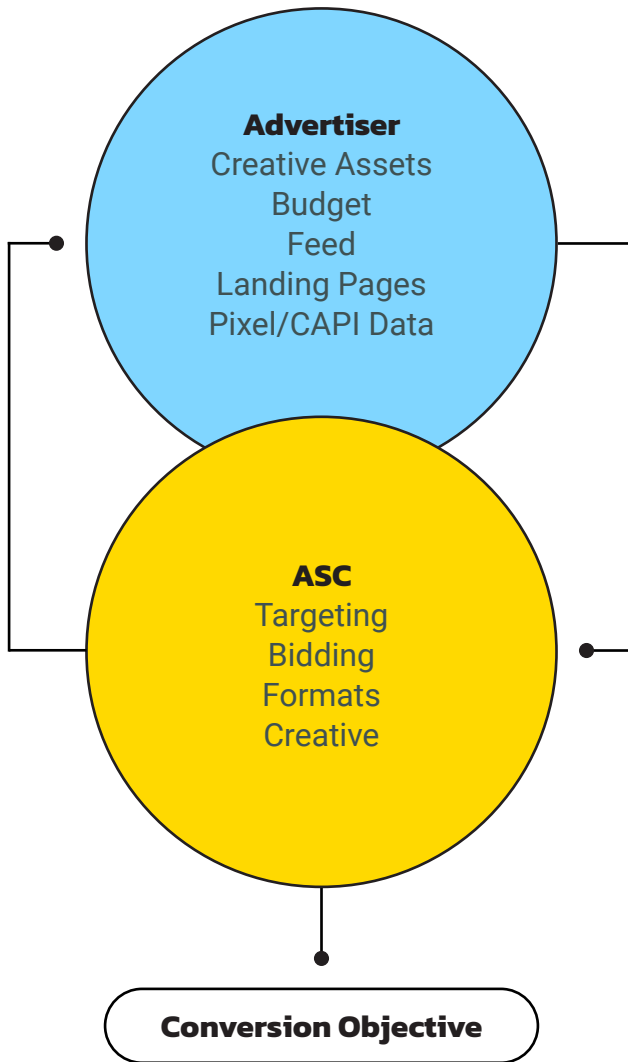 Advertiser
Creative Assets
Budget
Feed
Landing Pages
Pixel/CAPI Data
ASC
Targeting
Bidding
Formats
Creative
Conversion Objective